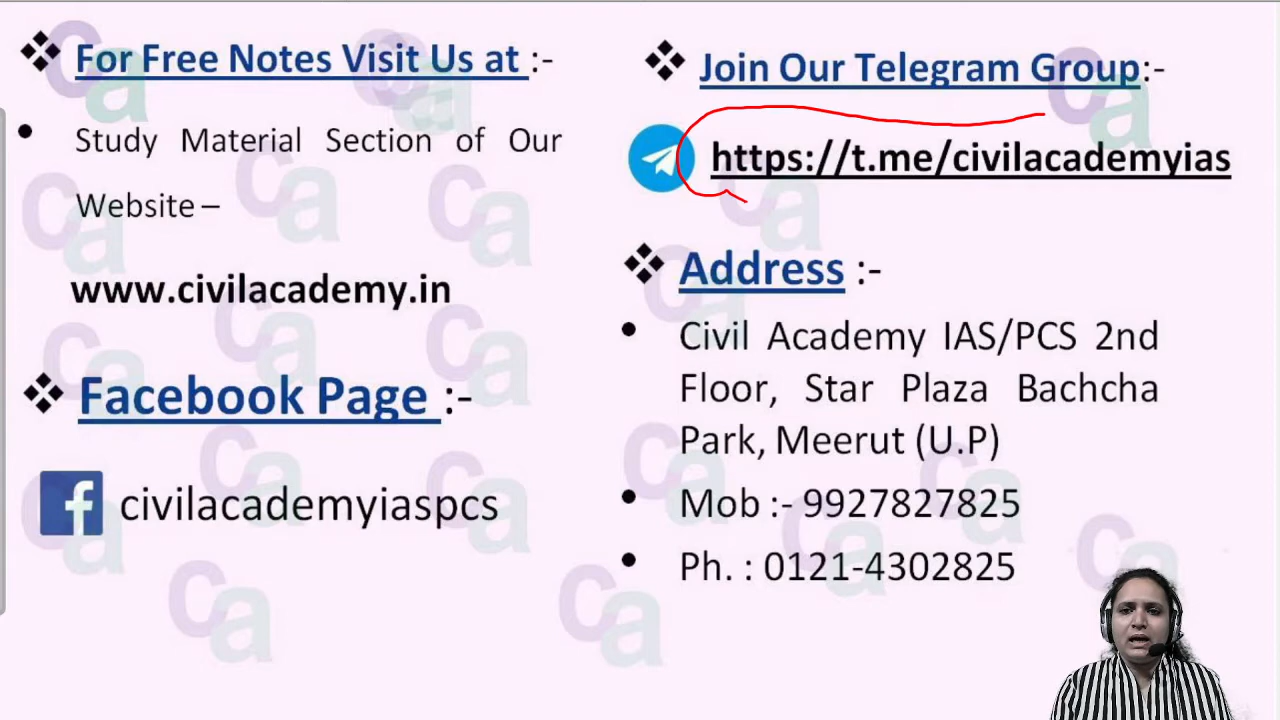 For Free Notes Visit Us at :-
Study Material Section of Our
Website –
www.civilacademy.in
Facebook Page :-
civilacademyiaspcs
Join Our Telegram Group:-
https://t.me/civilacademyias
Address :-
Civil Academy IAS/PCS 2nd
Floor, Star Plaza Bachcha
Park, Meerut (U.P)
Mob :- 9927827825
Ph. : 0121-4302825